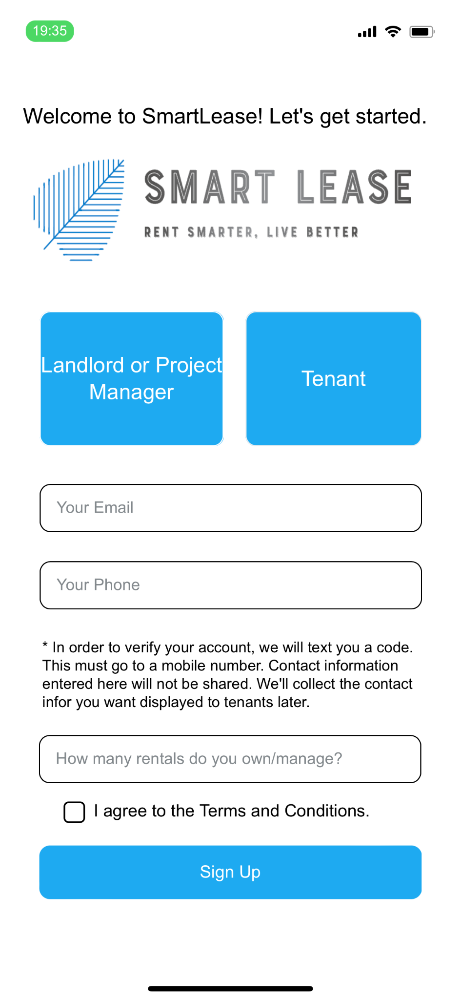 19:35
Welcome to SmartLease! Let's get started.
SMART LEASE
RENT SMARTER, LIVE BETTER
Landlord or Project
Manager
Tenant
Your Email
Your Phone
* In order to verify your account, we will text you a code.
This must go to a mobile number. Contact information
entered here will not be shared. We'll collect the contact
infor you want displayed to tenants later.
How many rentals do you own/manage?
I agree to the Terms and Conditions.
Sign Up